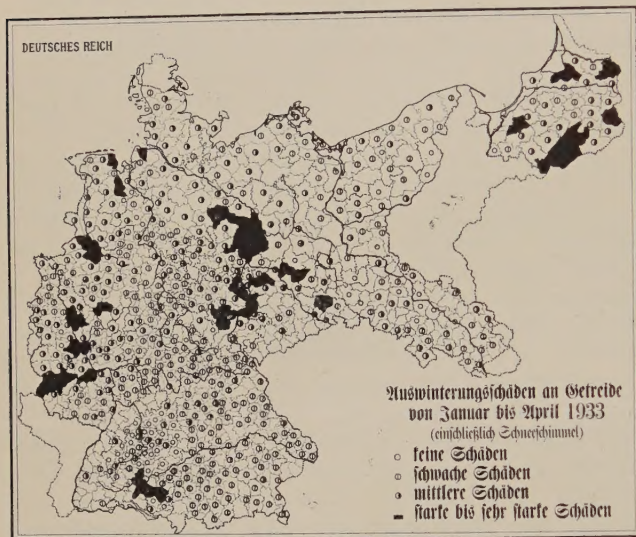 DEUTSCHES REICH
Auswinterungsschäden an Getreide
von Januar bis April 1933
(einschließlich Schneeschimmel)
keine Schäden
schwache Schäden
mittlere Schäden
starke bis sehr starke Schäden